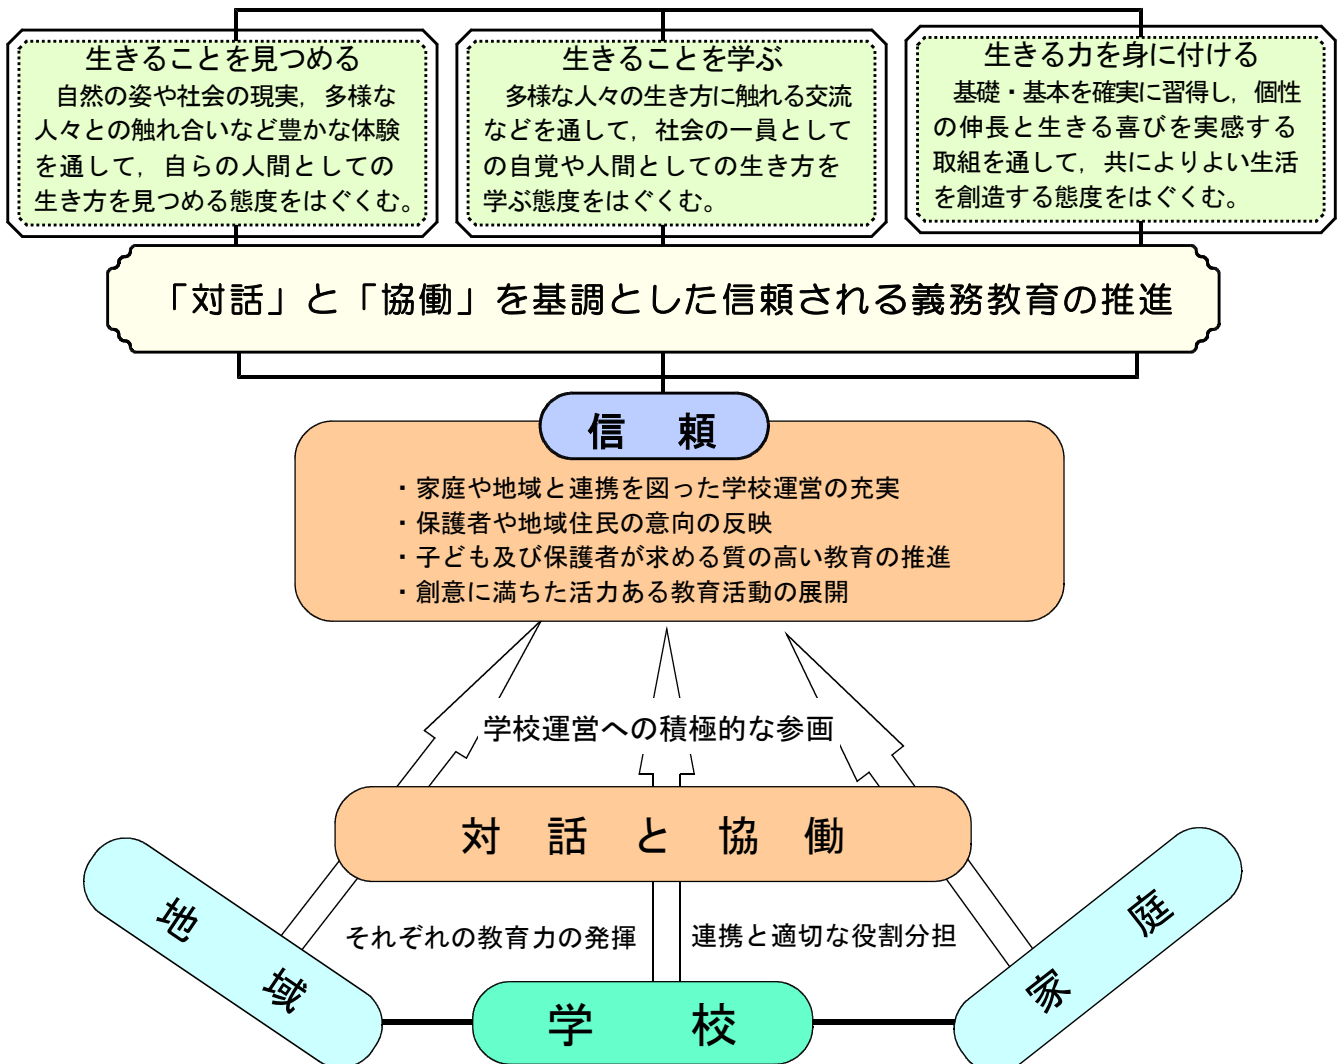 生きることを見つめる
自然の姿や社会の現実，多様な
人々との触れ合いなど豊かな体験
を通して，自らの人間としての
生き方を見つめる態度をはぐくむ。
生きることを学ぶ
多様な人々の生き方に触れる交流
などを通して，社会の一員として
の自覚や人間としての生き方を
学ぶ態度をはぐくむ。
生きる力を身に付ける
基礎・基本を確実に習得し，個性
の伸長と生きる喜びを実感する
取組を通して，共によりよい生活
を創造する態度をはぐくむ。
「対話」と「協働」を基調とした信頼される義務教育の推進
信　頼
・家庭や地域と連携を図った学校運営の充実
・保護者や地域住民の意向の反映
・子ども及び保護者が求める質の高い教育の推進
・創意に満ちた活力ある教育活動の展開
学校運営への積極的な参画
対　話　と　協　働
地　域
それぞれの教育力の発揮
連携と適切な役割分担
家　庭
学　校